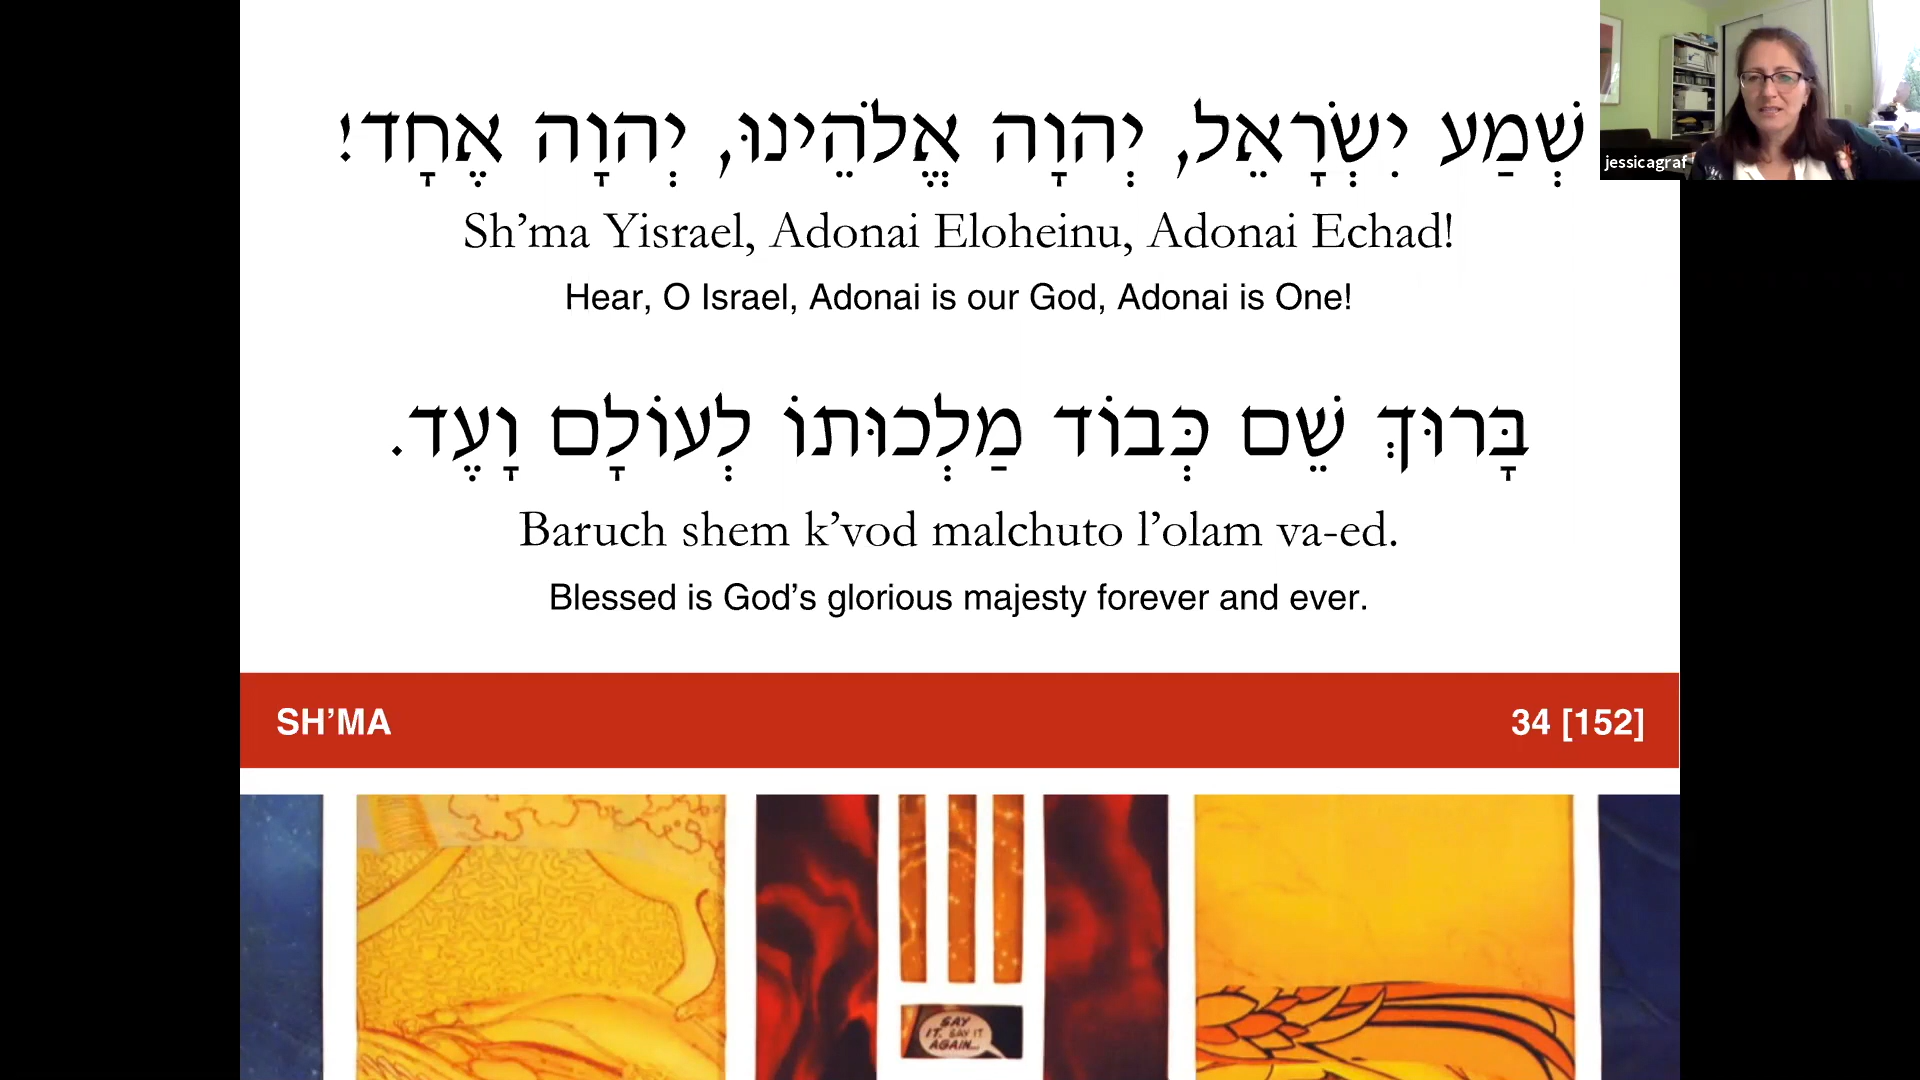 שְׁמַע יִשְׂרָאֵל, יְהוָה אֱלֹהֵינוּ, יְהוָה אֶחָד!
Sh’ma Yisrael, Adonai Eloheinu, Adonai Echad!
Hear, O Israel, Adonai is our God, Adonai is One!
בָּרוּךְ שֵׁם כְּבוֹד מַלְכוּתוֹ לְעוֹלָם וָעֶד.
Baruch shem k’vod malchuto l’olam va-ed.
Blessed is God’s glorious majesty forever and ever.
SH’MA
34 [152]
SAY
IT. SAY IT
AGAIN...
jessicagraf